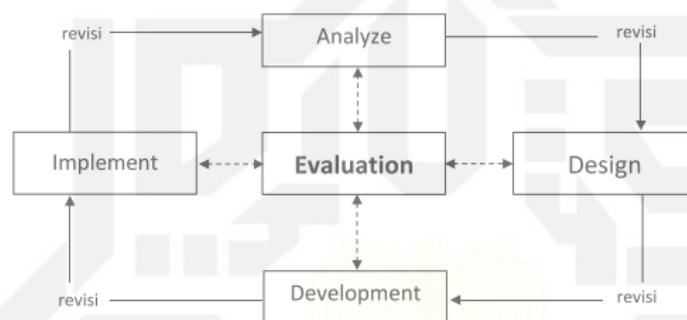 revisi
Analyze
revisi
Implement
Evaluation
Design
revisi
Development
revisi